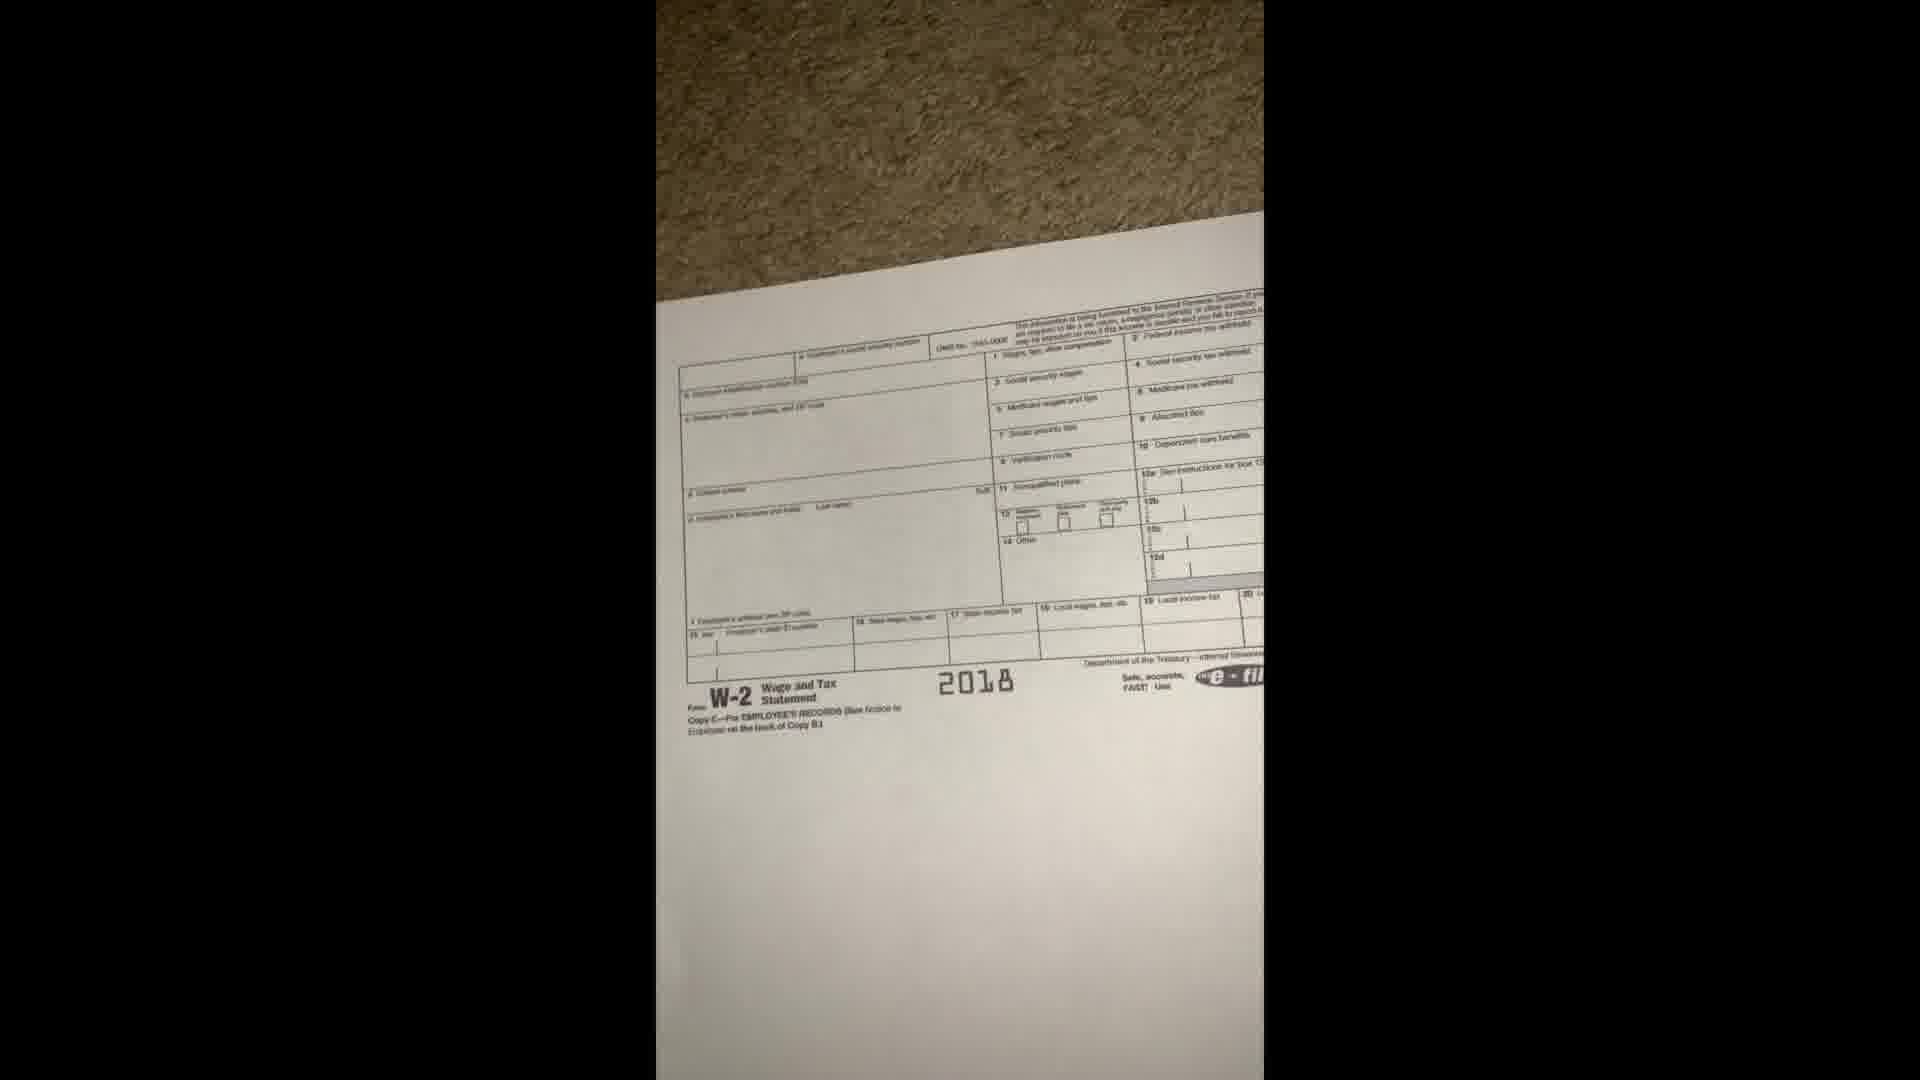 This information is being furnished to the Internal Revenue Service. If you
are required to file a tax return, a negligence penalty or other sanction
may be imposed on you if this income is taxable and you fail to report it.
a Employee's social security number
OMB No. 1545-0008
1 Wages, tips, other compensation
2 Federal income tax withheld
b Employer identification number (EIN)
3 Social security wages
4 Social security tax withheld
c Employer's name, address, and ZIP code
5 Medicare wages and tips
6 Medicare tax withheld
7 Social security tips
8 Allocated tips
d Control number
9 Verification code
10 Dependent care benefits
e Employee's first name and initial Last name Suff.
11 Nonqualified plans
12a See instructions for box 12
13 Statutory employee Retirement plan Third-party sick pay
12b
14 Other
12c
12d
f Employee's address and ZIP code
15 State Employer's state ID number
16 State wages, tips, etc.
17 State income tax
18 Local wages, tips, etc.
19 Local income tax
20
Form W-2 Wage and Tax
Statement
2018
Department of the Treasury—Internal Revenue
Safe, accurate,
FAST! Use
e-fil
Copy C—For EMPLOYEE'S RECORDS (See Notice to
Employee on the back of Copy B.)